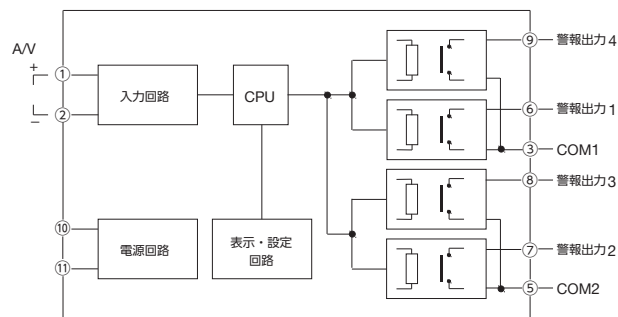 A/V
+
①
②
−
入力回路
CPU
⑩
⑪
電源回路
表示・設定
回路
⑨ 警報出力4
⑥ 警報出力1
③ COM1
⑧ 警報出力3
⑦ 警報出力2
⑤ COM2